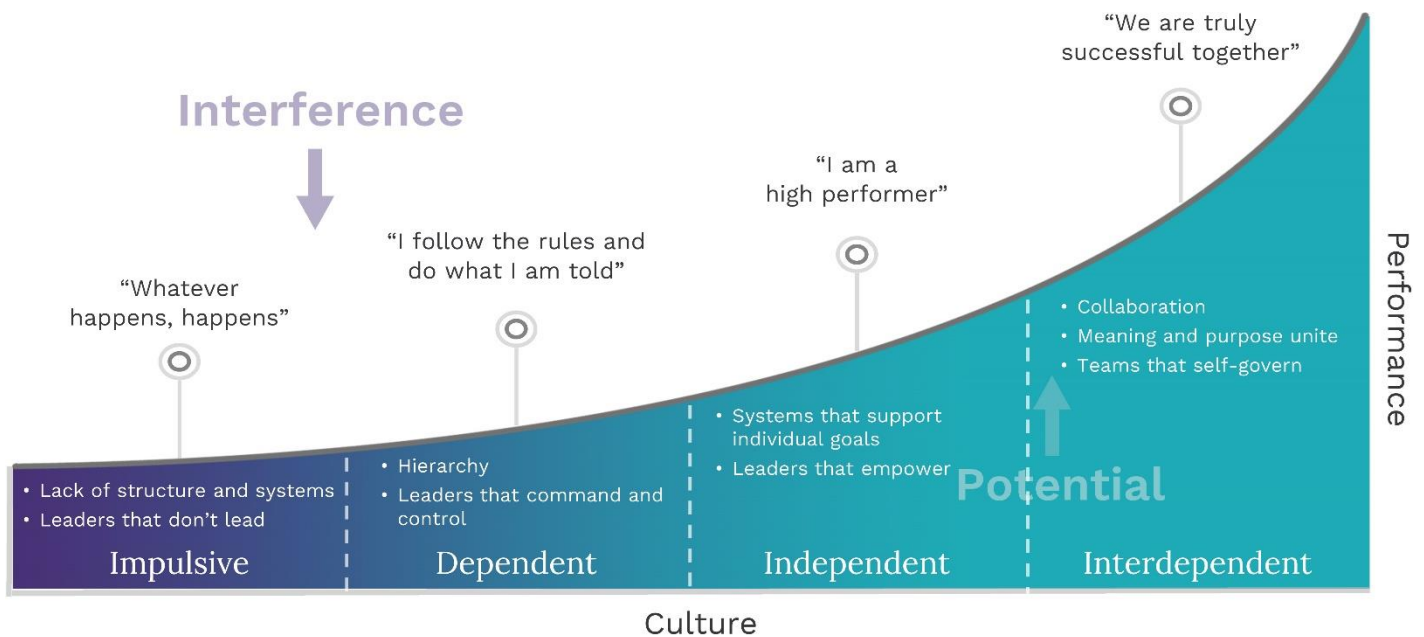 “We are truly
successful together”
Interference
“I am a
high performer”
“I follow the rules and
do what I am told”
“Whatever
happens, happens”
• Lack of structure and systems
• Leaders that don’t lead
Impulsive
• Hierarchy
• Leaders that command and
control
Dependent
• Systems that support
individual goals
• Leaders that empower
Independent
• Collaboration
• Meaning and purpose unite
• Teams that self-govern
Potential
Interdependent
Performance
Culture